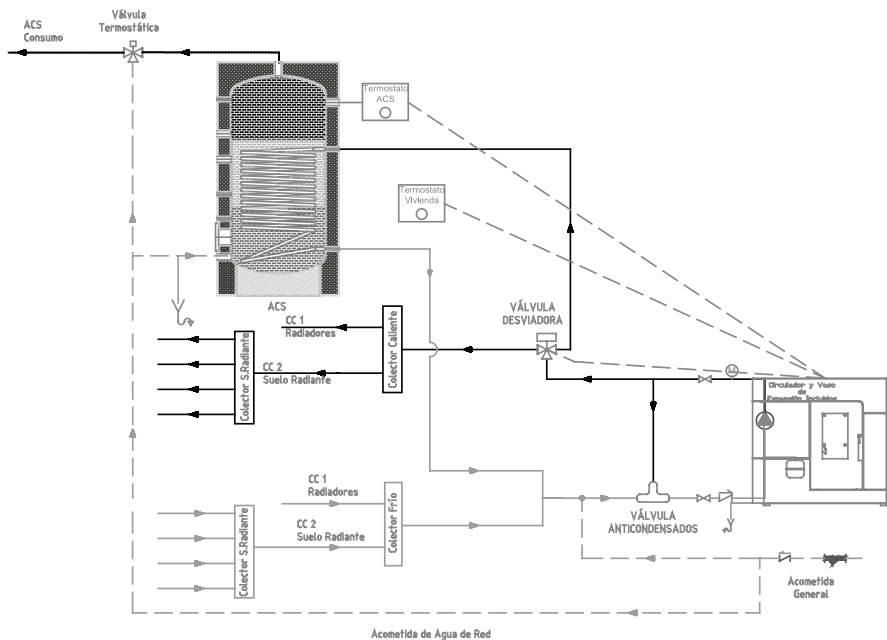 ACS
Consumo
Válvula
Termostática
Termostato
ACS
Termostato
Vivienda
ACS
VÁLVULA
DESVIADORA
CC 1
Radiadores
CC 2
Suelo Radiante
Colector S.Radiante
Colector Caliente
M
Circulador y Vaso
de
Expansión Incluidos
CC 1
Radiadores
CC 2
Suelo Radiante
Colector S.Radiante
Colector Frío
VÁLVULA
ANTICONDENSADOS
Acometida
General
Acometida de Agua de Red